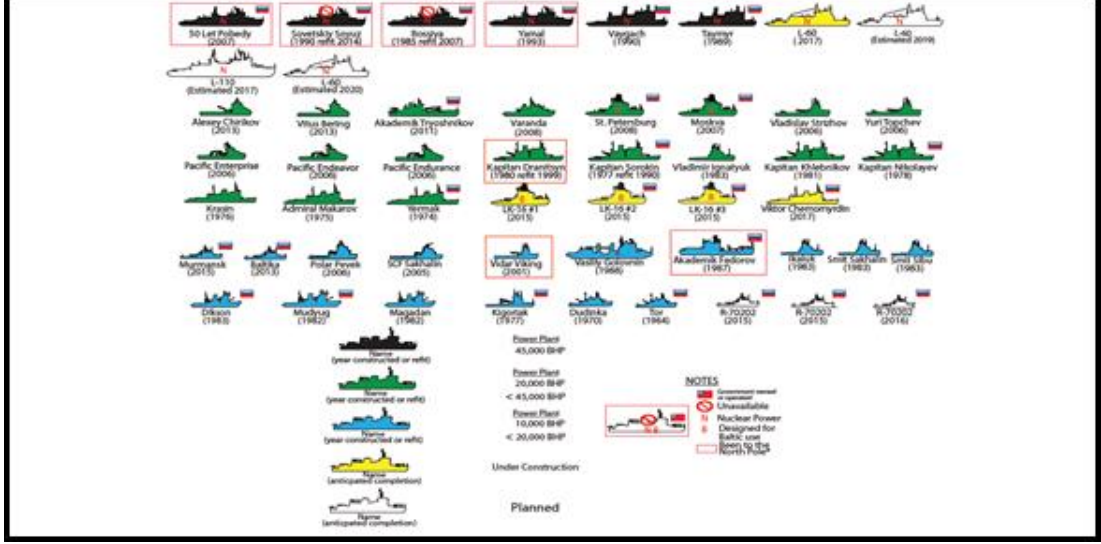 50 Let Pobedy
(2007)
Sovetskiy Soyuz
(1990 refit 2014)
Rossiya
(1985 refit 2007)
Yamal
(1993)
Vaygach
(1990)
Taymyr
(1989)
L-60
( 2017)
L-60
(Estimated 2019)
L-110
(Estimated 2017)
L-60
(Estimated 2020)
Alexey Chirikov
(2013)
Vitus Bering
(2013)
Akademik Tryoshnikov
(2011)
Varanda
(2008)
St. Petersburg
(2008)
Moskva
(2007)
Vladislav Strizhov
(2006)
Yuri Topchev
(2006)
Pacific Enterprise
(2006)
Pacific Endeavor
(2006)
Pacific Endurance
(2006)
Kapitan Dranitsyn
(1980 refit 1999)
Kapitan Sorokin
(1977 refit 1990)
Vladimir Ignatyuk
(1983)
Kapitan Khlebnikov
(1981)
Kapitan Nikolayev
(1978)
Krasin
(1976)
Admiral Makarov
(1975)
Yermak
(1974)
LK-16 #1
(2015)
LK-16 #2
(2015)
LK-16 #3
(2015)
Viktor Chernomyrdin
(2017)
Murmansk
(2015)
Baltika
(2013)
Polar Pevek
(2006)
SCF Sakhalin
(2005)
Vidar Viking
(2001)
Vasily Golovnin
(1988)
Akademik Fedorov
(1987)
Ikaluk
(1983)
Smit Sakhalin
(1983)
Smit Sibu
(1983)
Dikson
(1983)
Mudyug
(1982)
Magadan
(1982)
Kigoriak
(1977)
Dudinka
(1970)
Tor
(1964)
R-70202
(2015)
R-70202
(2015)
R-70202
(2016)
Name
(year constructed or refit)
Power Plant
45,000 BHP
Name
(year constructed or refit)
Power Plant
20,000 BHP
< 45,000 BHP
Name
(year constructed or refit)
Power Plant
10,000 BHP
< 20,000 BHP
Name
(anticpated completion)
Under Construction
Name
(anticpated completion)
Planned
NOTES
Government owned
or operated
Unavailable
N Nuclear Power
B Designed for
Baltic use
Been to the
North Pole